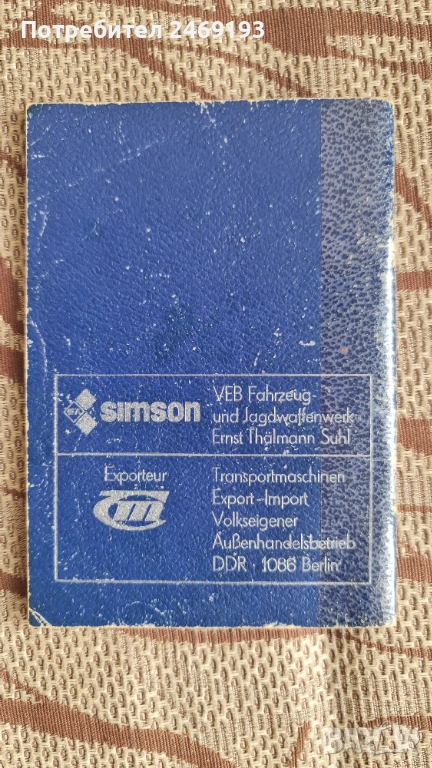 Потребител 2469193
simson
VEB Fahrzeug-
und Jagdwaffenwerk
Ernst Thälmann Suhl
Exporteur
Transportmaschinen
Export-Import
Volkseigener
Außenhandelsbetrieb
DDR · 1086 Berlin